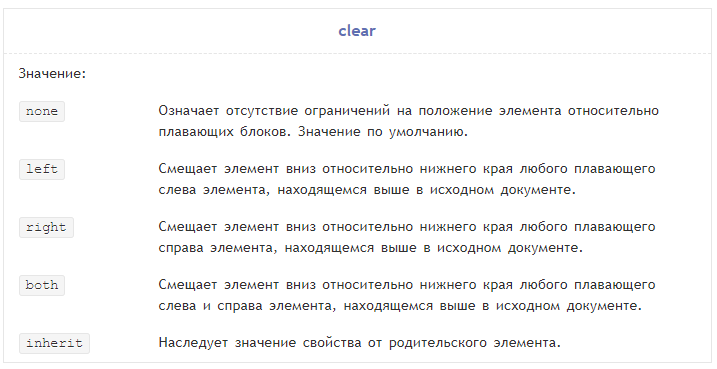 clear
Значение:
none
Означает отсутствие ограничений на положение элемента относительно
плавающих блоков. Значение по умолчанию.
left
Смещает элемент вниз относительно нижнего края любого плавающего
слева элемента, находящемся выше в исходном документе.
right
Смещает элемент вниз относительно нижнего края любого плавающего
справа элемента, находящемся выше в исходном документе.
both
Смещает элемент вниз относительно нижнего края любого плавающего
слева и справа элемента, находящемся выше в исходном документе.
inherit
Наследует значение свойства от родительского элемента.